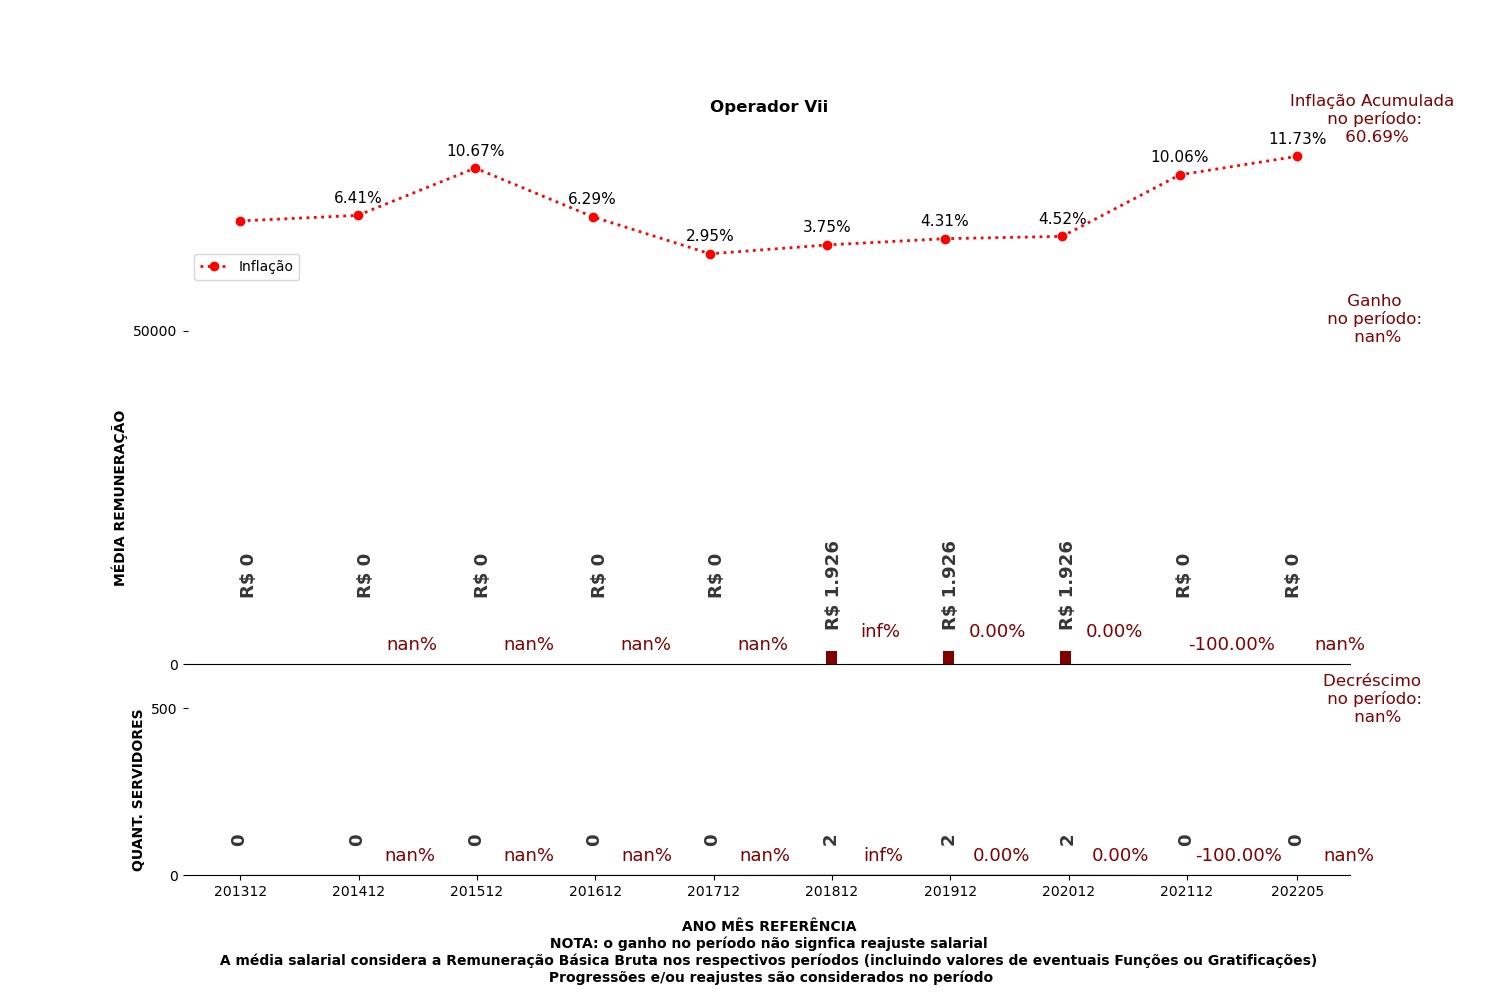 Operador Vii
Inflação Acumulada
no período:
60.69%
6.41%
10.67%
6.29%
2.95%
3.75%
4.31%
4.52%
10.06%
11.73%
Inflação
Ganho
no período:
nan%
50000
0
MÉDIA REMUNERAÇÃO
R$ 0
R$ 0
R$ 0
R$ 0
R$ 0
R$ 1.926
R$ 1.926
R$ 1.926
R$ 0
R$ 0
nan%
nan%
nan%
nan%
inf%
0.00%
0.00%
-100.00%
nan%
Decréscimo
no período:
nan%
500
0
QUANT. SERVIDORES
0
0
0
0
0
2
2
2
0
0
nan%
nan%
nan%
nan%
inf%
0.00%
0.00%
-100.00%
nan%
201312
201412
201512
201612
201712
201812
201912
202012
202112
202205
ANO MÊS REFERÊNCIA
NOTA: o ganho no período não signfica reajuste salarial
A média salarial considera a Remuneração Básica Bruta nos respectivos períodos (incluindo valores de eventuais Funções ou Gratificações)
Progressões e/ou reajustes são considerados no período